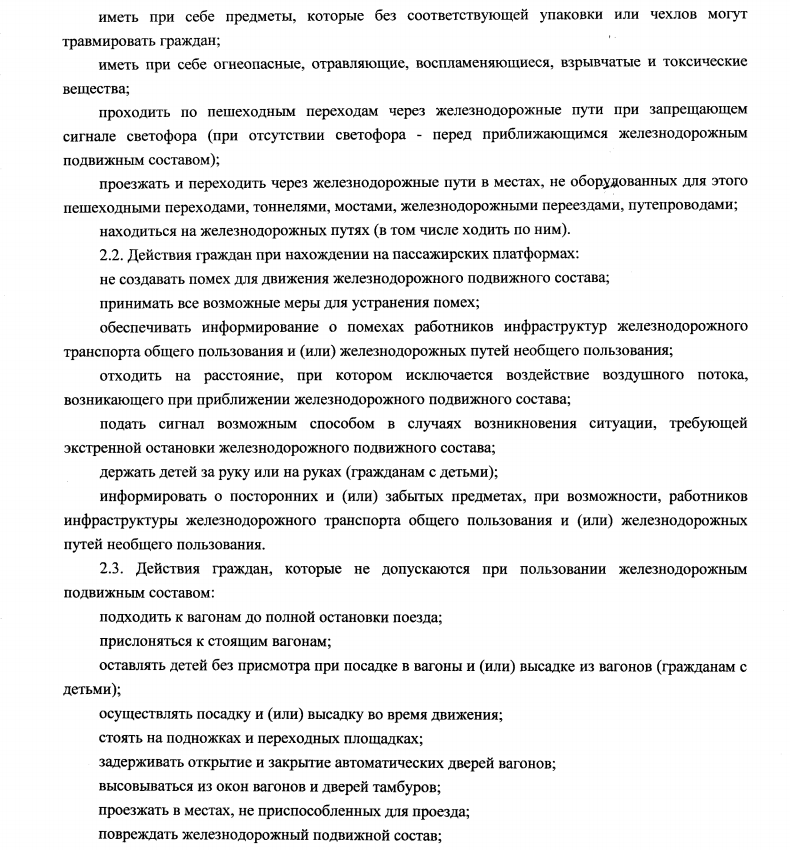 иметь при себе предметы, которые без соответствующей упаковки или чехлов могут
травмировать граждан;
иметь при себе огнеопасные, отравляющие, воспламеняющиеся, взрывчатые и токсические
вещества;
проходить по пешеходным переходам через железнодорожные пути при запрещающем
сигнале светофора (при отсутствии светофора - перед приближающимся железнодорожным
подвижным составом);
проезжать и переходить через железнодорожные пути в местах, не оборудованных для этого
пешеходными переходами, тоннелями, мостами, железнодорожными переездами, путепроводами;
находиться на железнодорожных путях (в том числе ходить по ним).
2.2. Действия граждан при нахождении на пассажирских платформах:
не создавать помех для движения железнодорожного подвижного состава;
принимать все возможные меры для устранения помех;
обеспечивать информирование о помехах работников инфраструктур железнодорожного
транспорта общего пользования и (или) железнодорожных путей необщего пользования;
отходить на расстояние, при котором исключается воздействие воздушного потока,
возникающего при приближении железнодорожного подвижного состава;
подать сигнал возможным способом в случаях возникновения ситуации, требующей
экстренной остановки железнодорожного подвижного состава;
держать детей за руку или на руках (гражданам с детьми);
информировать о посторонних и (или) забытых предметах, при возможности, работников
инфраструктуры железнодорожного транспорта общего пользования и (или) железнодорожных
путей необщего пользования.
2.3. Действия граждан, которые не допускаются при пользовании железнодорожным
подвижным составом:
подходить к вагонам до полной остановки поезда;
прислоняться к стоящим вагонам;
оставлять детей без присмотра при посадке в вагоны и (или) высадке из вагонов (гражданам с
детьми);
осуществлять посадку и (или) высадку во время движения;
стоять на подножках и переходных площадках;
задерживать открытие и закрытие автоматических дверей вагонов;
высовываться из окон вагонов и дверей тамбуров;
проезжать в местах, не приспособленных для проезда;
повреждать железнодорожный подвижной состав;